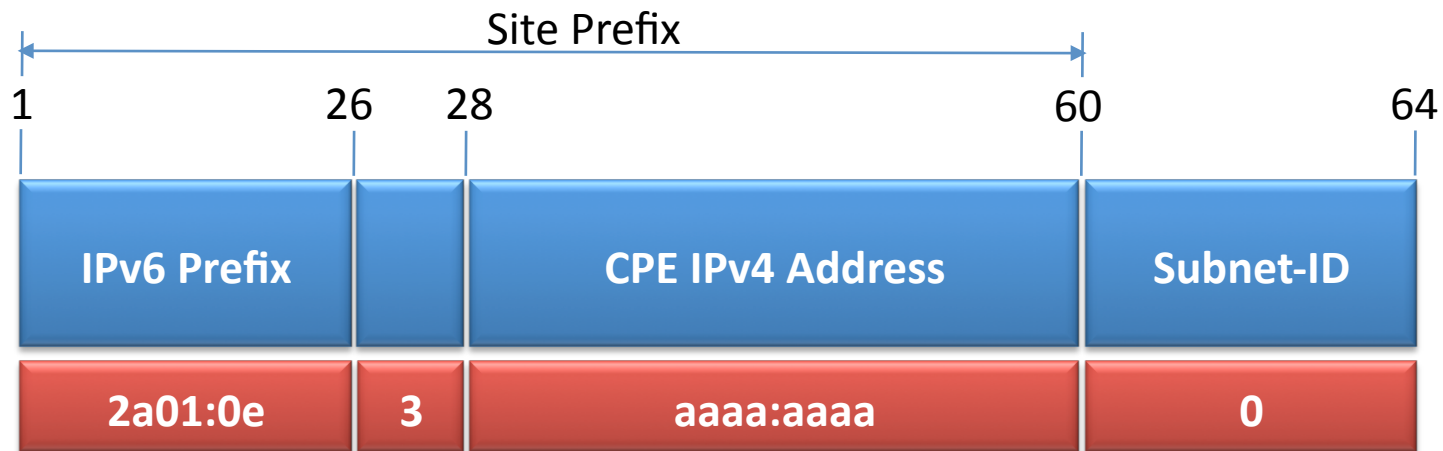 Site Prefix
1 26 28 60 64
IPv6 Prefix CPE IPv4 Address Subnet-ID
2a01:0e 3 aaaa:aaaa 0